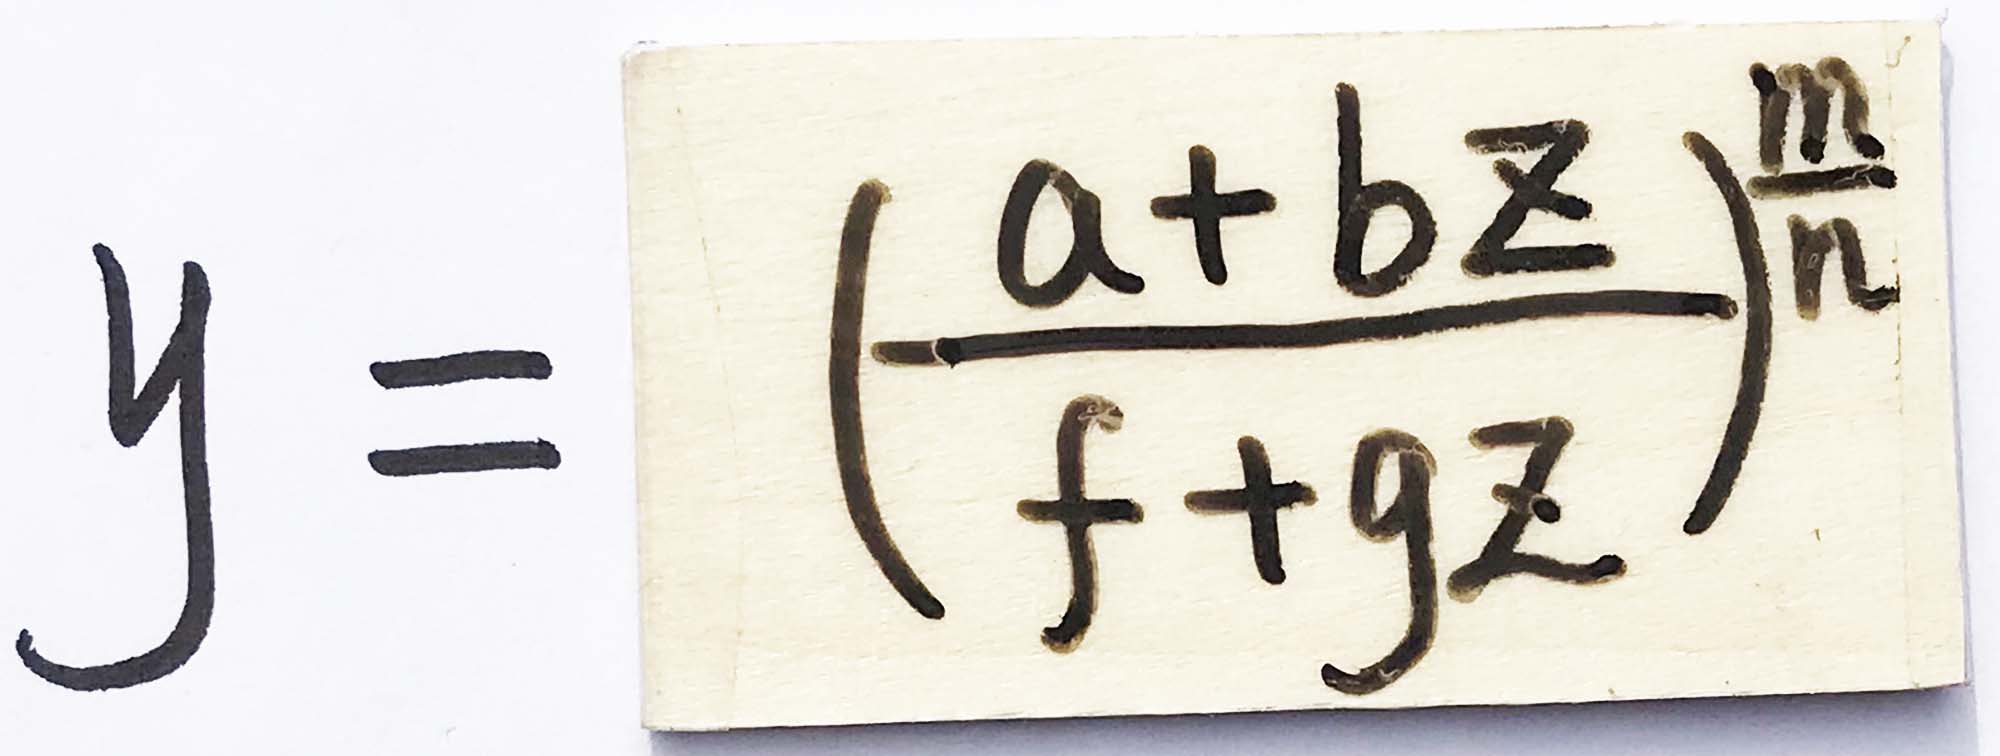 y = ((a+bz)/(f+gz))^(m/n)